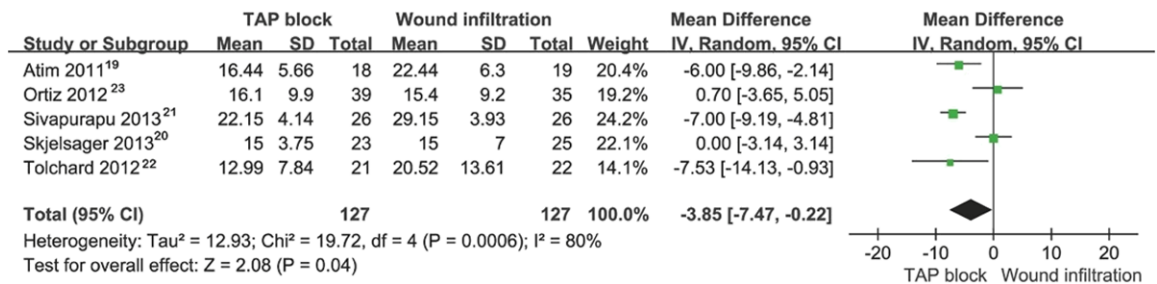 TAP block Wound infiltration Mean Difference Mean Difference
Study or Subgroup Mean SD Total Mean SD Total Weight IV, Random, 95% CI IV, Random, 95% CI
Atim 2011¹⁹ 16.44 5.66 18 22.44 6.3 19 20.4% -6.00 [-9.86, -2.14]
Ortiz 2012 ²³ 16.1 9.9 39 15.4 9.2 35 19.2% 0.70 [-3.65, 5.05]
Sivapurapu 2013²¹ 22.15 4.14 26 29.15 3.93 26 24.2% -7.00 [-9.19, -4.81]
Skjelsager 2013²⁰ 15 3.75 23 15 7 25 22.1% 0.00 [-3.14, 3.14]
Tolchard 2012²² 12.99 7.84 21 20.52 13.61 22 14.1% -7.53 [-14.13, -0.93]
Total (95% CI) 127 127 100.0% -3.85 [-7.47, -0.22]
Heterogeneity: Tau² = 12.93; Chi² = 19.72, df = 4 (P = 0.0006); I² = 80%
Test for overall effect: Z = 2.08 (P = 0.04)
-20 -10 0 10 20
TAP block Wound infiltration